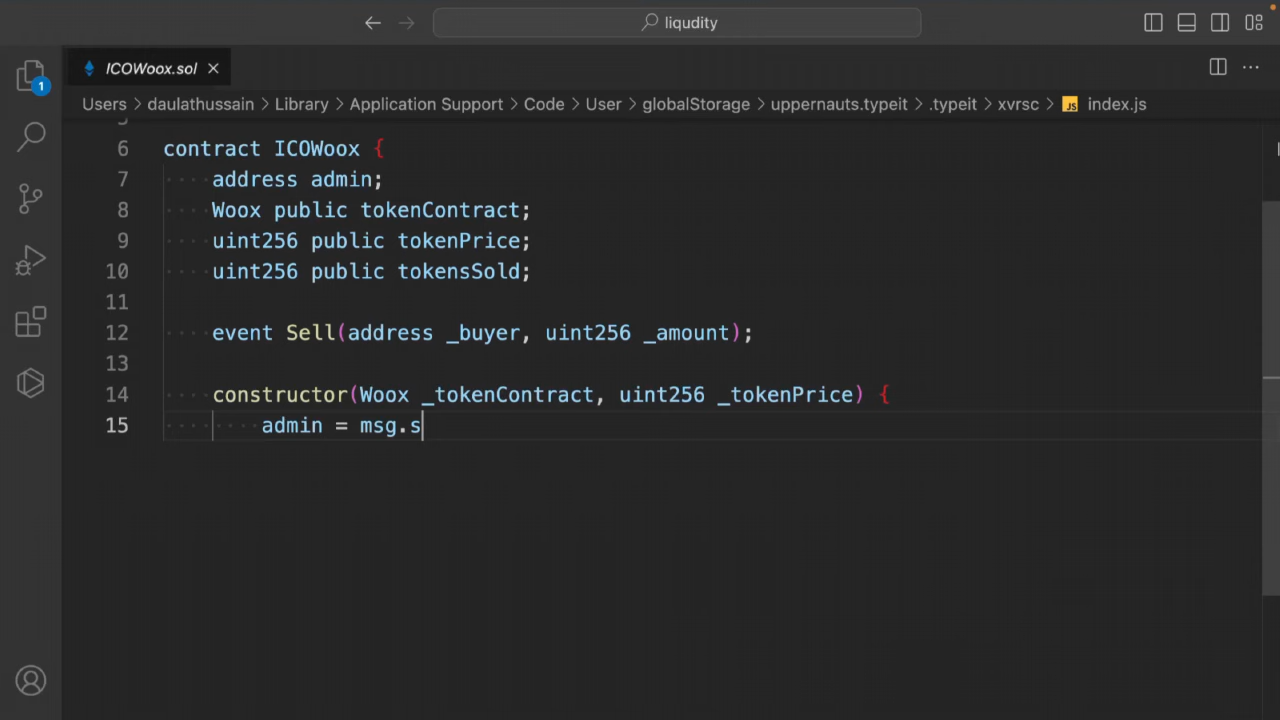 liqudity
1
ICOWoox.sol
Users > daulathussain > Library > Application Support > Code > User > globalStorage > uppernauts.typeit > .typeit > xvrsc > JS index.js
6 contract ICOWoox {
7 address admin;
8 Woox public tokenContract;
9 uint256 public tokenPrice;
10 uint256 public tokensSold;
11
12 event Sell(address _buyer, uint256 _amount);
13
14 constructor(Woox _tokenContract, uint256 _tokenPrice) {
15 admin = msg.s